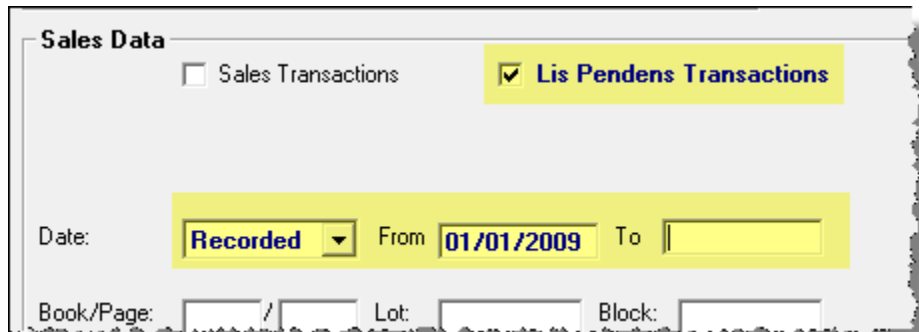 Sales Data
Sales Transactions Lis Pendens Transactions
Date: Recorded From 01/01/2009 To
Book/Page: / Lot: Block: